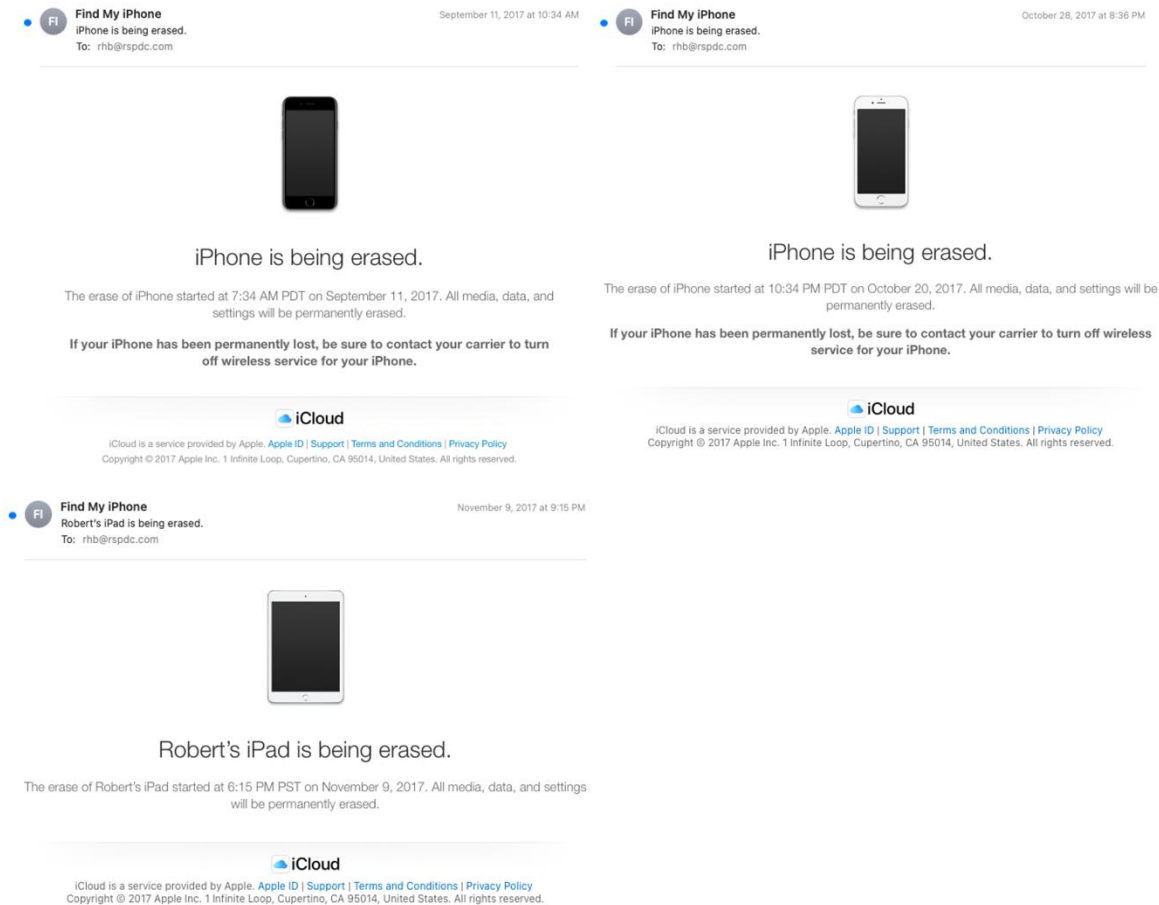 FI
Find My iPhone
September 11, 2017 at 10:34 AM
iPhone is being erased.
To: rhb@rspdc.com
iPhone is being erased.
The erase of iPhone started at 7:34 AM PDT on September 11, 2017. All media, data, and
settings will be permanently erased.
If your iPhone has been permanently lost, be sure to contact your carrier to turn
off wireless service for your iPhone.
iCloud
iCloud is a service provided by Apple. Apple ID | Support | Terms and Conditions | Privacy Policy
Copyright © 2017 Apple Inc. 1 Infinite Loop, Cupertino, CA 95014, United States. All rights reserved.
FI
Find My iPhone
October 28, 2017 at 8:36 PM
iPhone is being erased.
To: rhb@rspdc.com
iPhone is being erased.
The erase of iPhone started at 10:34 PM PDT on October 20, 2017. All media, data, and settings will be
permanently erased.
If your iPhone has been permanently lost, be sure to contact your carrier to turn off wireless
service for your iPhone.
iCloud
iCloud is a service provided by Apple. Apple ID | Support | Terms and Conditions | Privacy Policy
Copyright © 2017 Apple Inc. 1 Infinite Loop, Cupertino, CA 95014, United States. All rights reserved.
FI
Find My iPhone
November 9, 2017 at 9:15 PM
Robert's iPad is being erased.
To: rhb@rspdc.com
Robert's iPad is being erased.
The erase of Robert's iPad started at 6:15 PM PST on November 9, 2017. All media, data, and settings
will be permanently erased.
iCloud
iCloud is a service provided by Apple. Apple ID | Support | Terms and Conditions | Privacy Policy
Copyright © 2017 Apple Inc. 1 Infinite Loop, Cupertino, CA 95014, United States. All rights reserved.